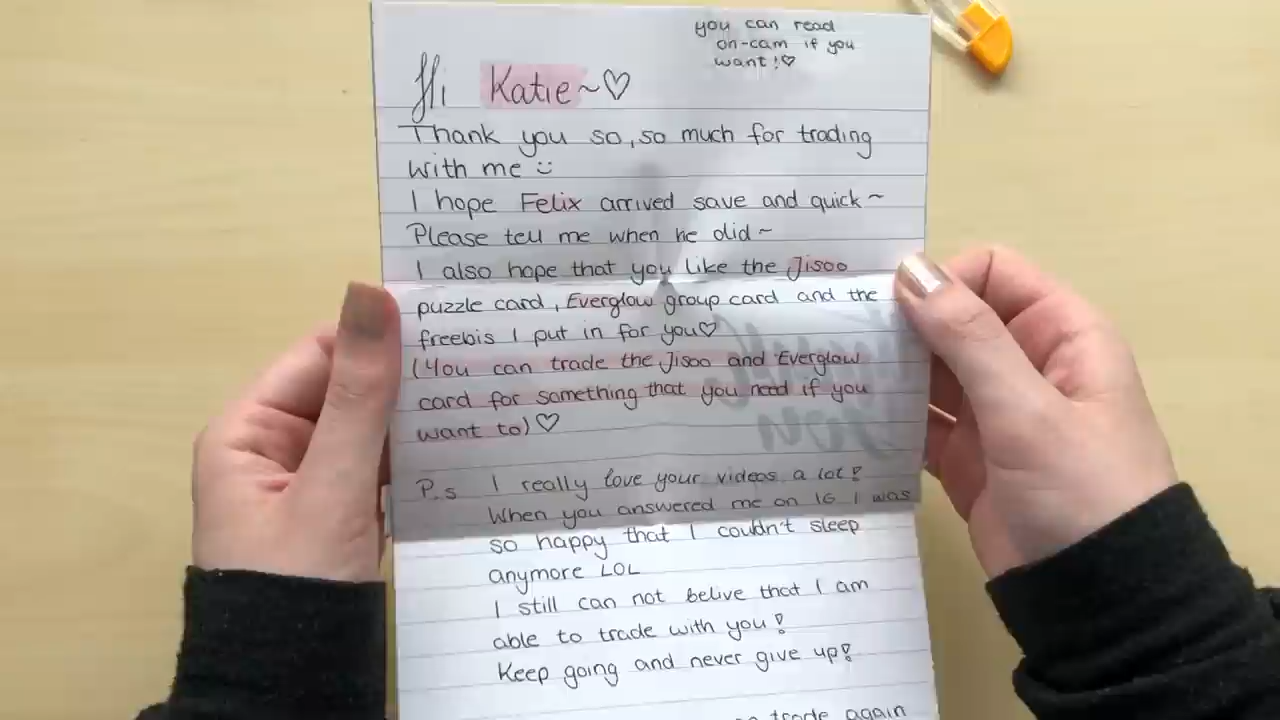 you can read
on-cam if you
want!♡
Hi Katie~♡
Thank you so, so much for trading
with me :)
I hope Felix arrived save and quick~
Please tell me when he did~
I also hope that you like the Jisoo
puzzle card, Everglow group card and the
freebis I put in for you♡
(You can trade the Jisoo and Everglow
card for something that you need if you
want to)♡
P.s I really love your videos a lot!
When you answered me on IG I was
so happy that I couldn't sleep
anymore LOL
I still can not belive that I am
able to trade with you!
Keep going and never give up!
trade again